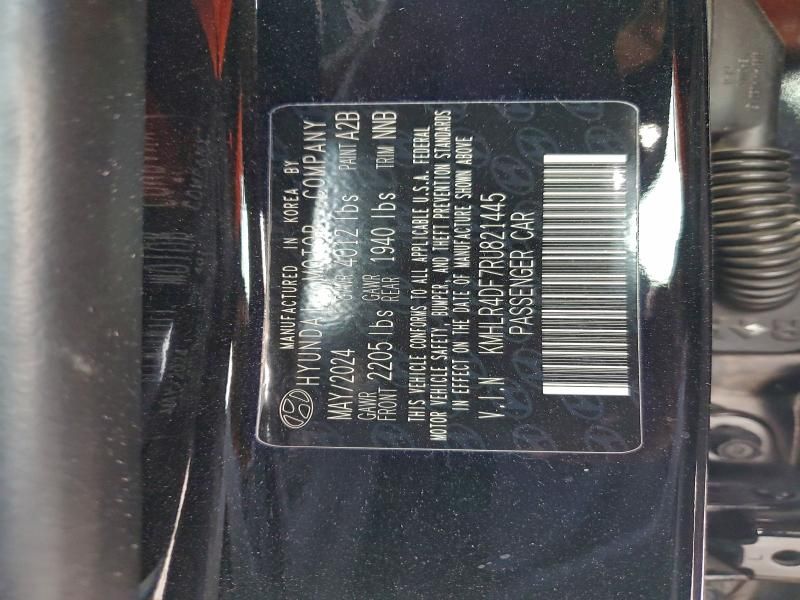 MANUFACTURED IN KOREA BY
HYUNDAI MOTOR COMPANY
MAY/2024 GVWR 4012 lbs PAINT A2B
GAWR FRONT 2205 lbs GAWR REAR 1940 lbs TRIM NNB
THIS VEHICLE CONFORMS TO ALL APPLICABLE U.S.A. FEDERAL
MOTOR VEHICLE SAFETY, BUMPER, AND THEFT PREVENTION STANDARDS
IN EFFECT ON THE DATE OF MANUFACTURE SHOWN ABOVE
V.I.N KMHLR4DF7RU821445
PASSENGER CAR